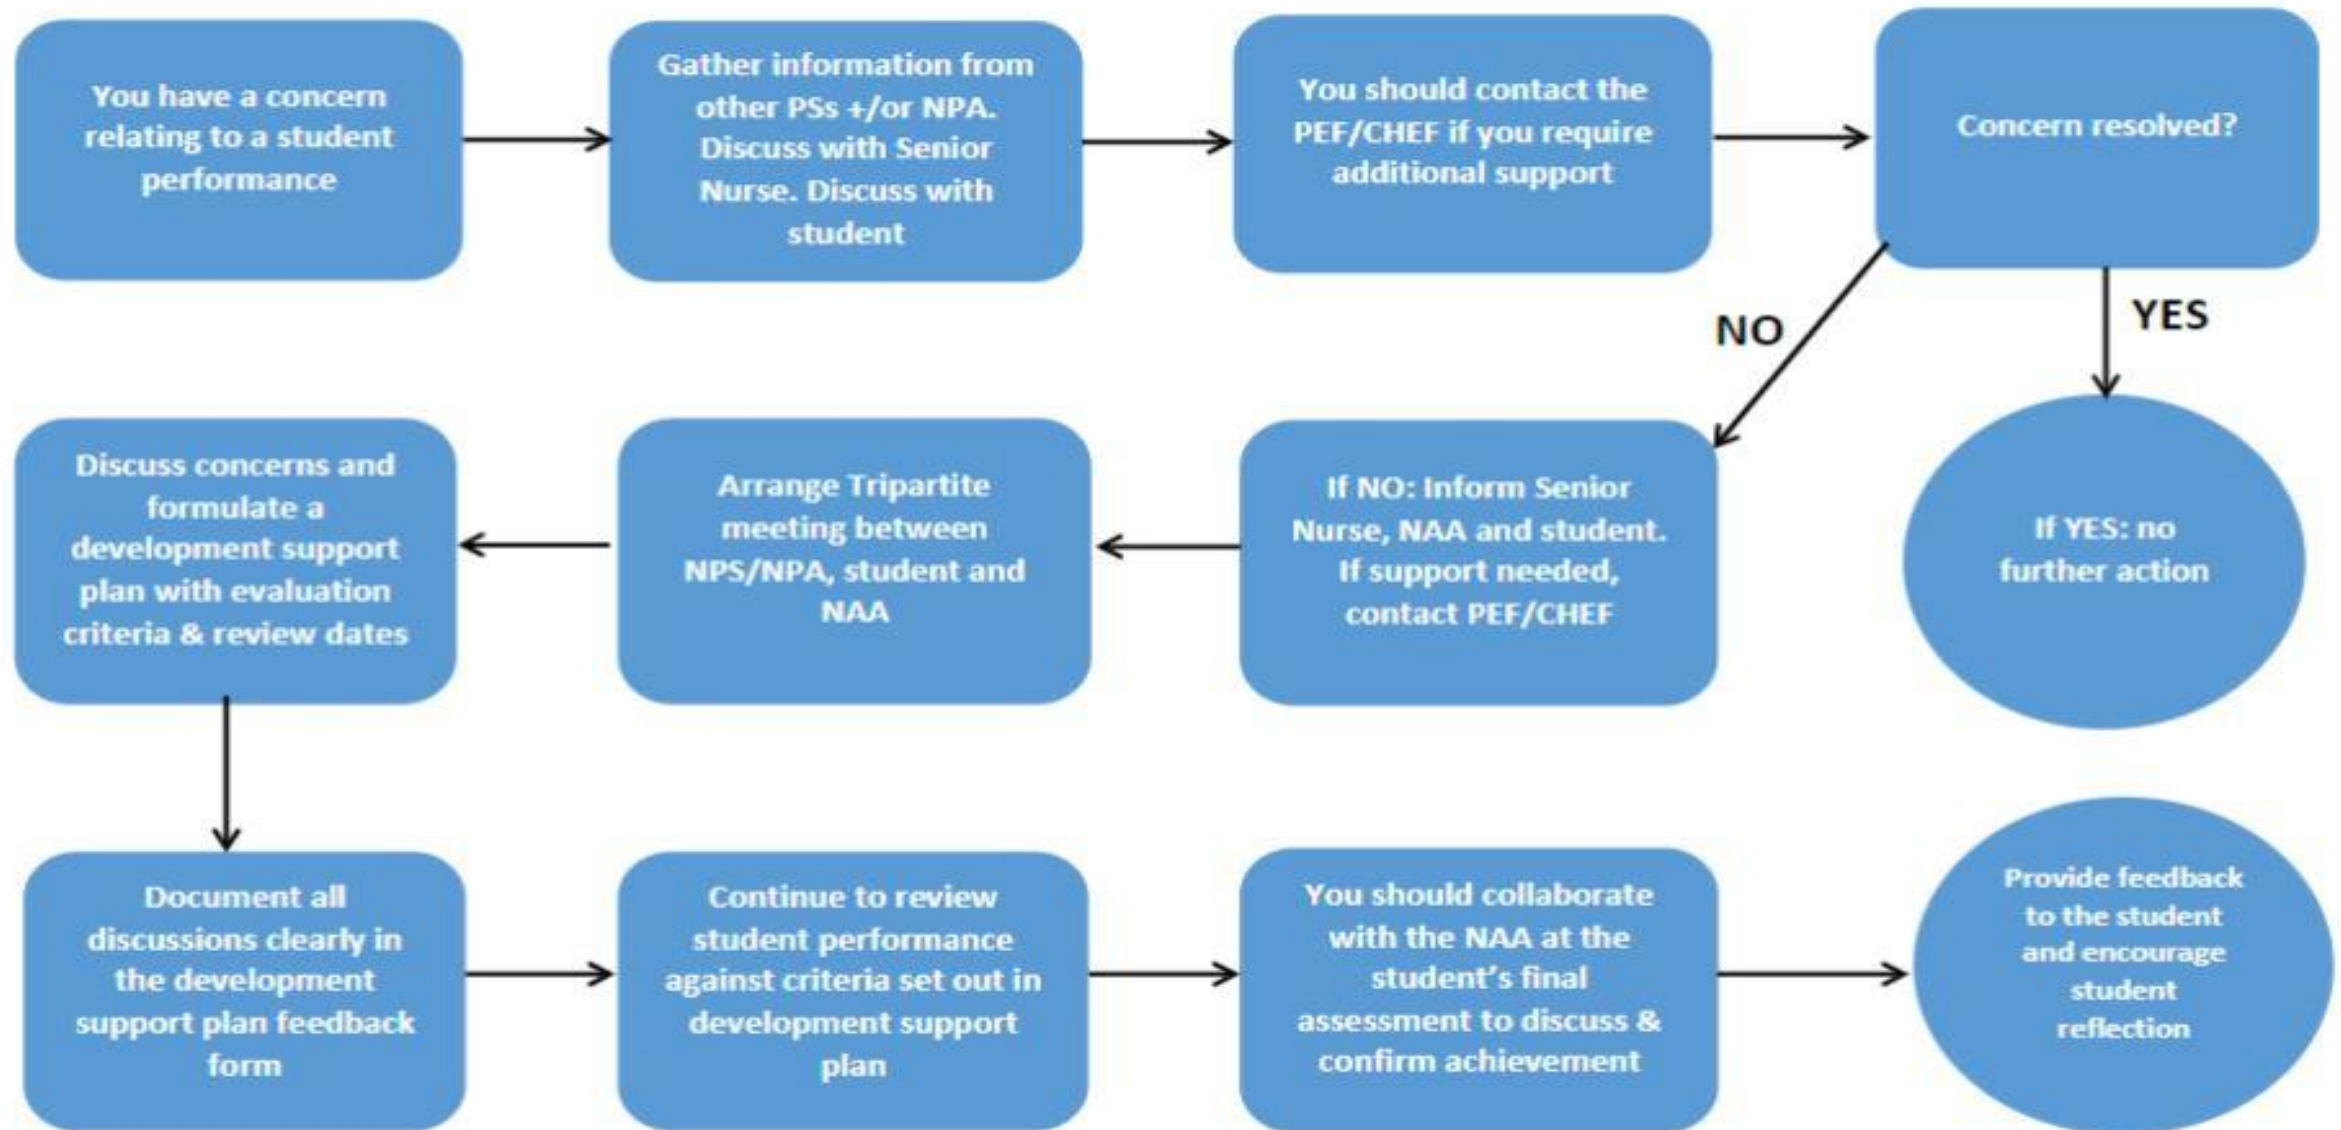 You have a concern
relating to a student
performance
Gather information from
other PSs +/or NPA.
Discuss with Senior
Nurse. Discuss with
student
You should contact the
PEF/CHEF if you require
additional support
Concern resolved?
NO
YES
If YES: no
further action
If NO: Inform Senior
Nurse, NAA and student.
If support needed,
contact PEF/CHEF
Arrange Tripartite
meeting between
NPS/NPA, student and
NAA
Discuss concerns and
formulate a
development support
plan with evaluation
criteria & review dates
Document all
discussions clearly in
the development
support plan feedback
form
Continue to review
student performance
against criteria set out in
development support
plan
You should collaborate
with the NAA at the
student’s final
assessment to discuss &
confirm achievement
Provide feedback
to the student
and encourage
student
reflection